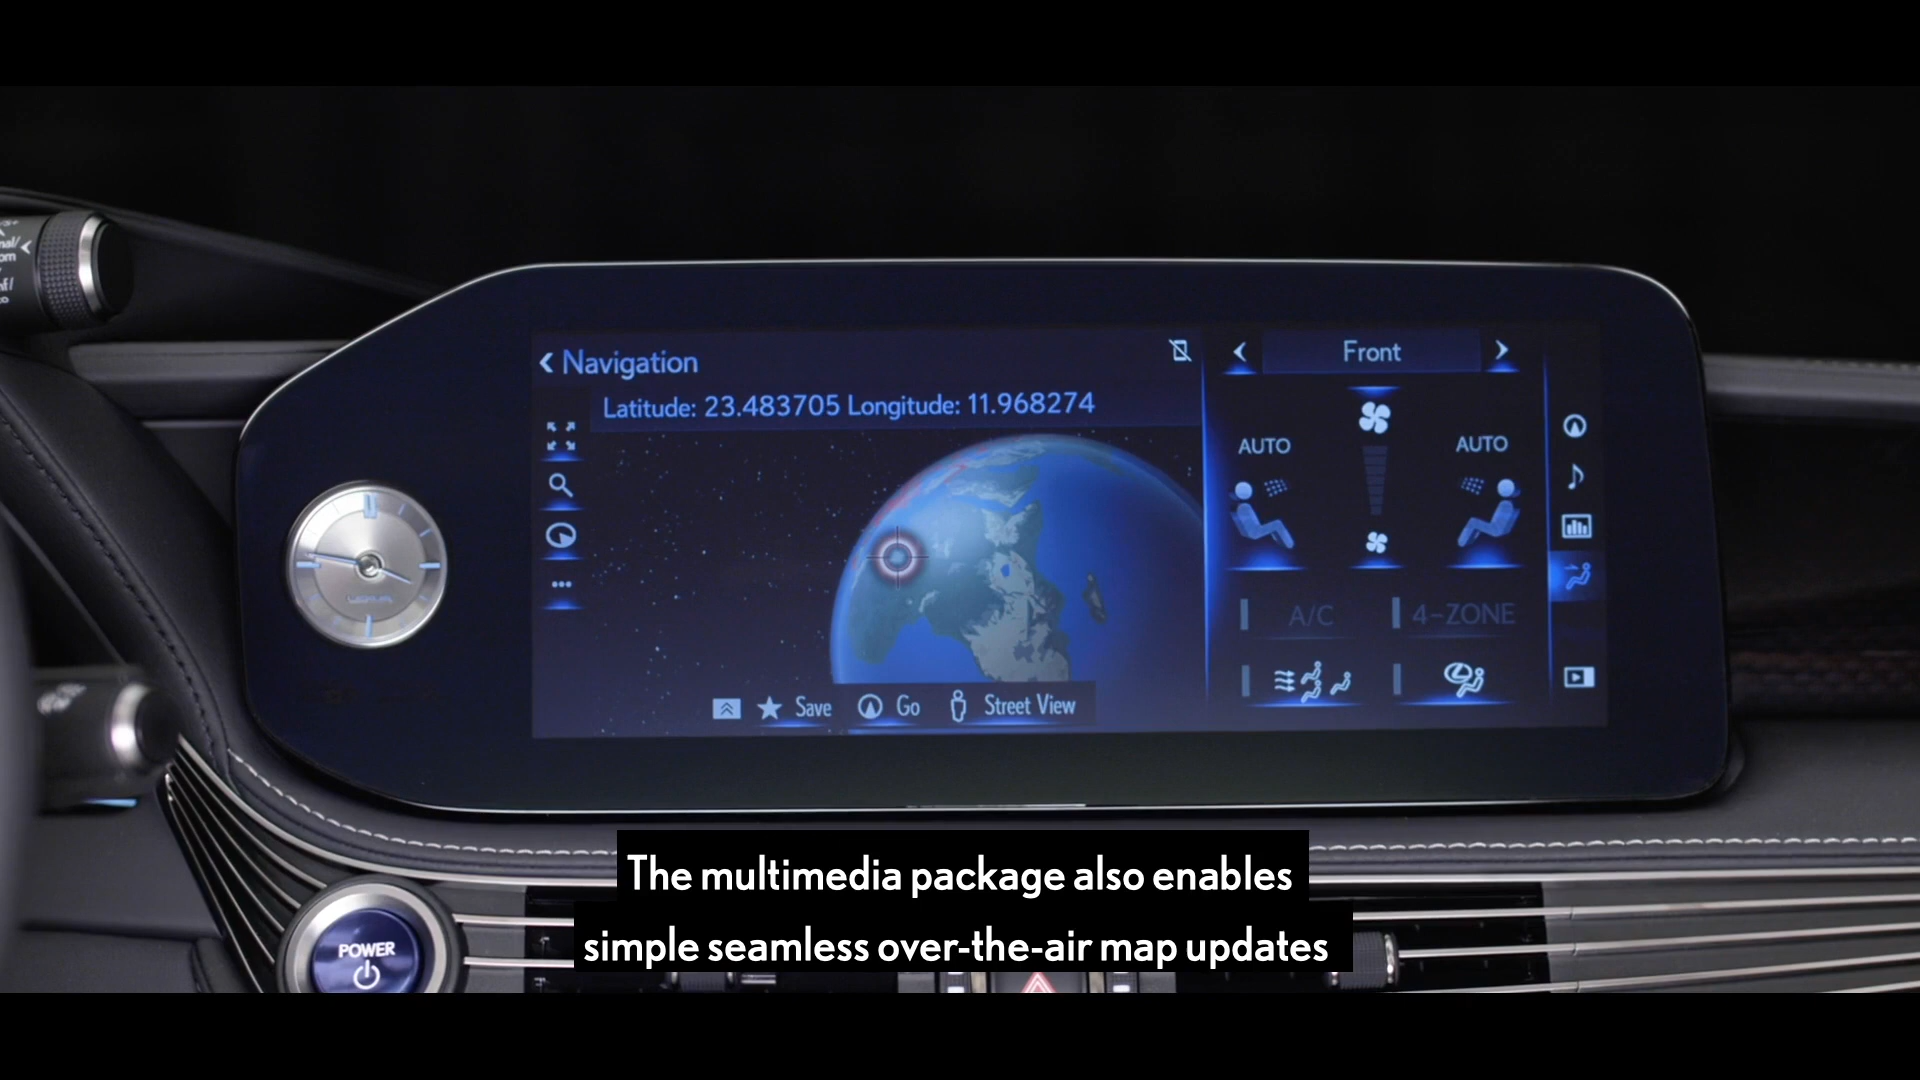 Navigation
Latitude: 23.483705 Longitude: 11.968274
Front
AUTO
AUTO
A/C
4-ZONE
Save
Go
Street View
LEXUS
POWER
The multimedia package also enables
simple seamless over-the-air map updates